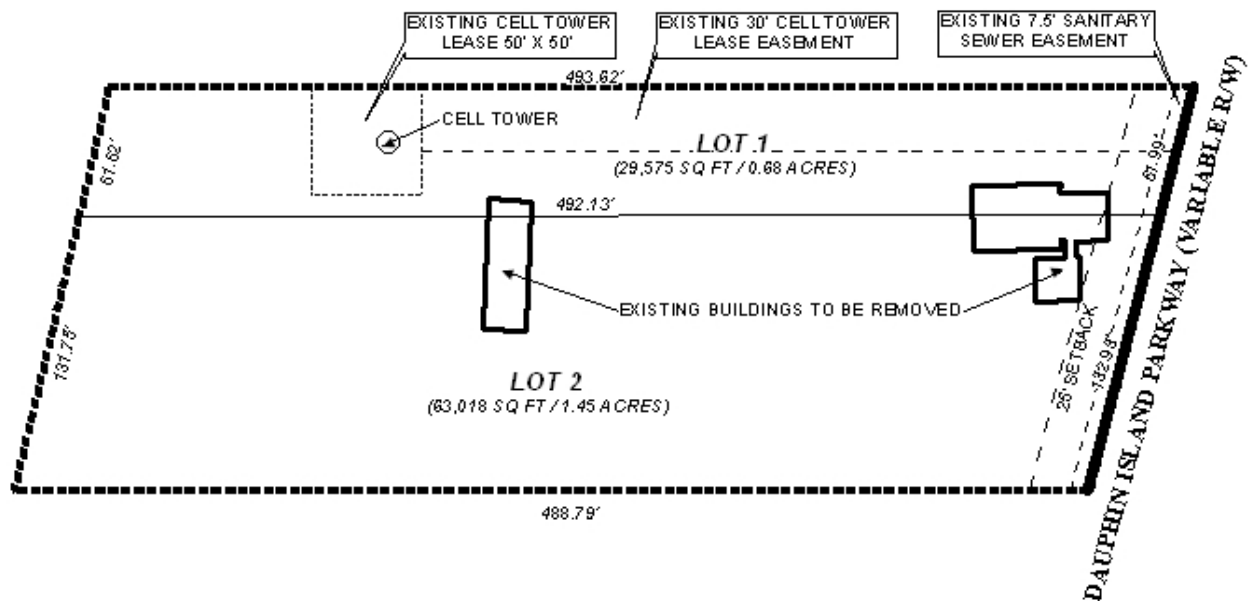 EXISTING CELL TOWER
LEASE 50' X 50'
EXISTING 30' CELL TOWER
LEASE EASEMENT
EXISTING 7.5' SANITARY
SEWER EASEMENT
493.62'
CELL TOWER
LOT 1
(29,575 SQ FT / 0.68 ACRES)
61.62'
61.99'
492.13'
EXISTING BUILDINGS TO BE REMOVED
131.75'
25' SETBACK
132.93'
LOT 2
(63,018 SQ FT / 1.45 ACRES)
488.79'
DAUPHIN ISLAND PARKWAY (VARIABLE R/W)